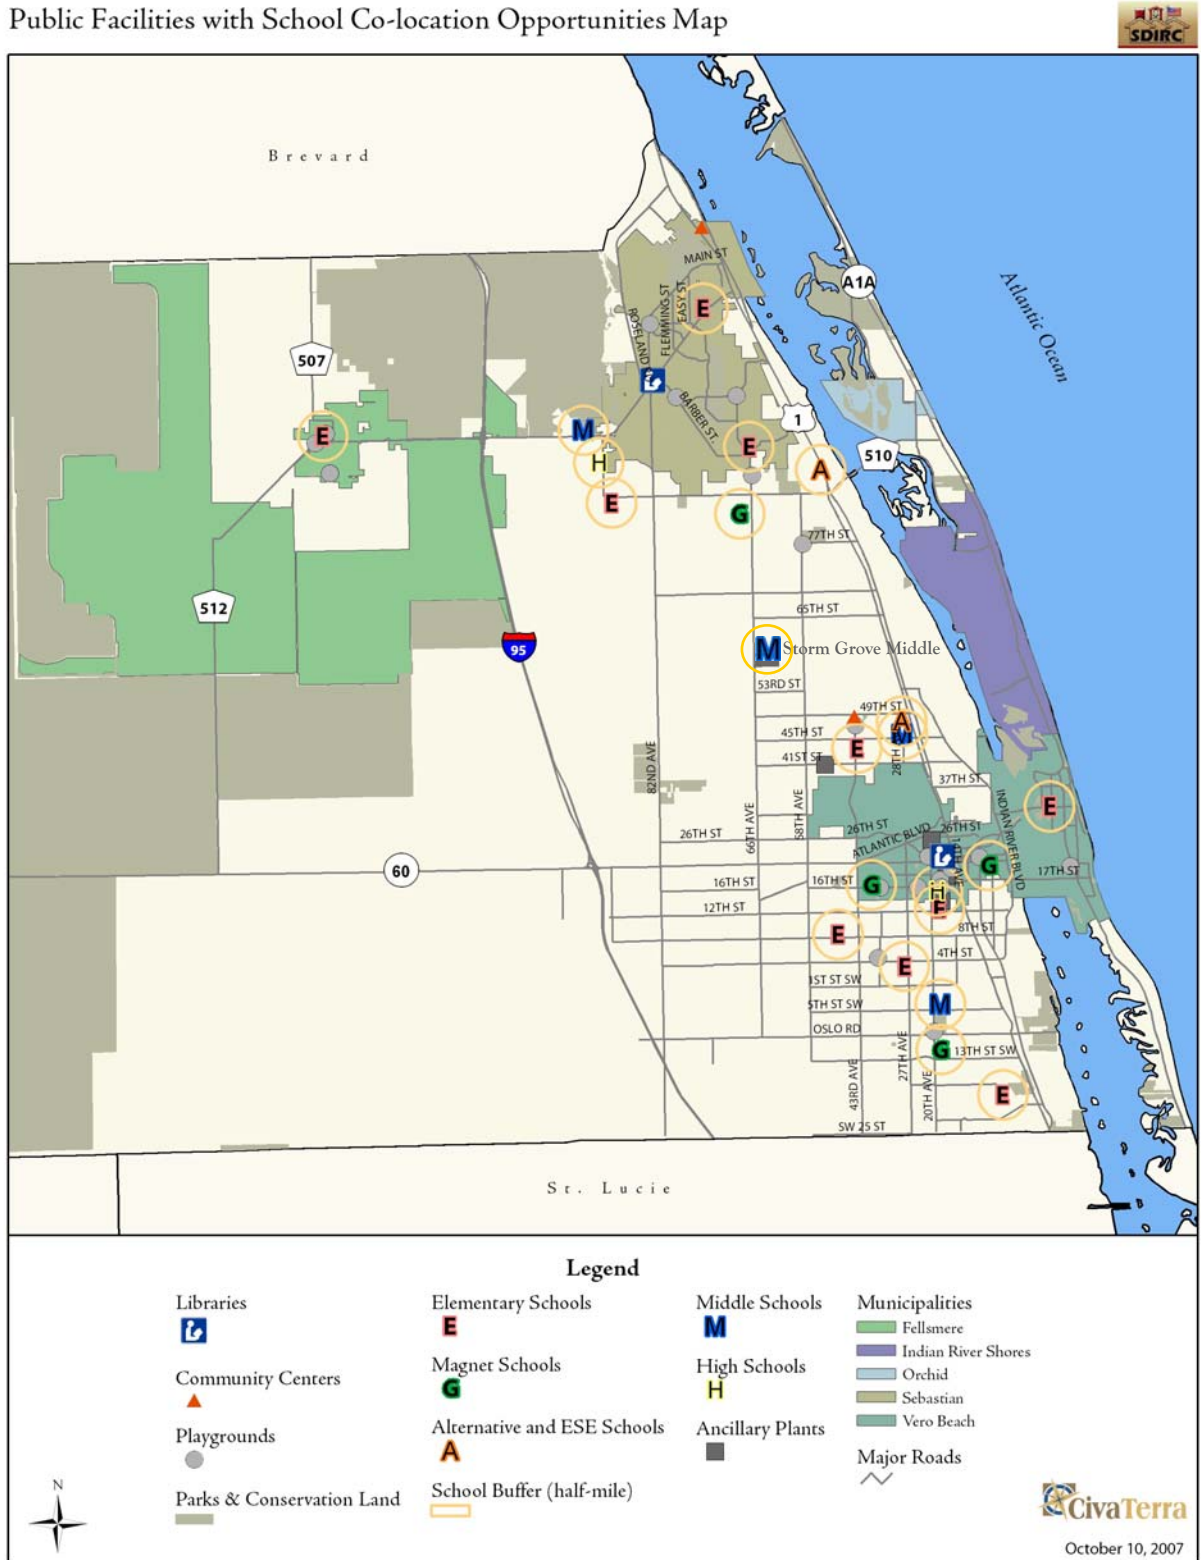 Public Facilities with School Co-location Opportunities Map
SDIRC
Brevard
Atlantic Ocean
MAIN ST
A1A
EASY ST
FLEMMING ST
E
507
1
BARBER ST.
E
M
E
510
H
A
E
G
77TH ST
512
65TH ST
95
M Storm Grove Middle
53RD ST
49TH ST
A
45TH ST
M
E
41ST ST
82ND AVE
37TH ST
66TH AVE
58TH AVE
INDIAN RIVER BLVD
E
26TH ST
26TH ST
26TH ST
ATLANTIC BLVD
14TH AVE
60
G
17TH ST
16TH ST
16TH ST
G
H
12TH ST
E
8TH ST
E
4TH ST
E
1ST ST SW
5TH ST SW
M
OSLO RD
27TH AVE
G
13TH ST SW
43RD AVE
20TH AVE
E
SW 25 ST
St. Lucie
Legend
Libraries
Elementary Schools
Middle Schools
Municipalities
E
M
Fellsmere
Indian River Shores
Community Centers
Magnet Schools
High Schools
Orchid
G
H
Sebastian
Playgrounds
Alternative and ESE Schools
Ancillary Plants
Vero Beach
A
Major Roads
Parks & Conservation Land
School Buffer (half-mile)
N
CivaTerra
October 10, 2007